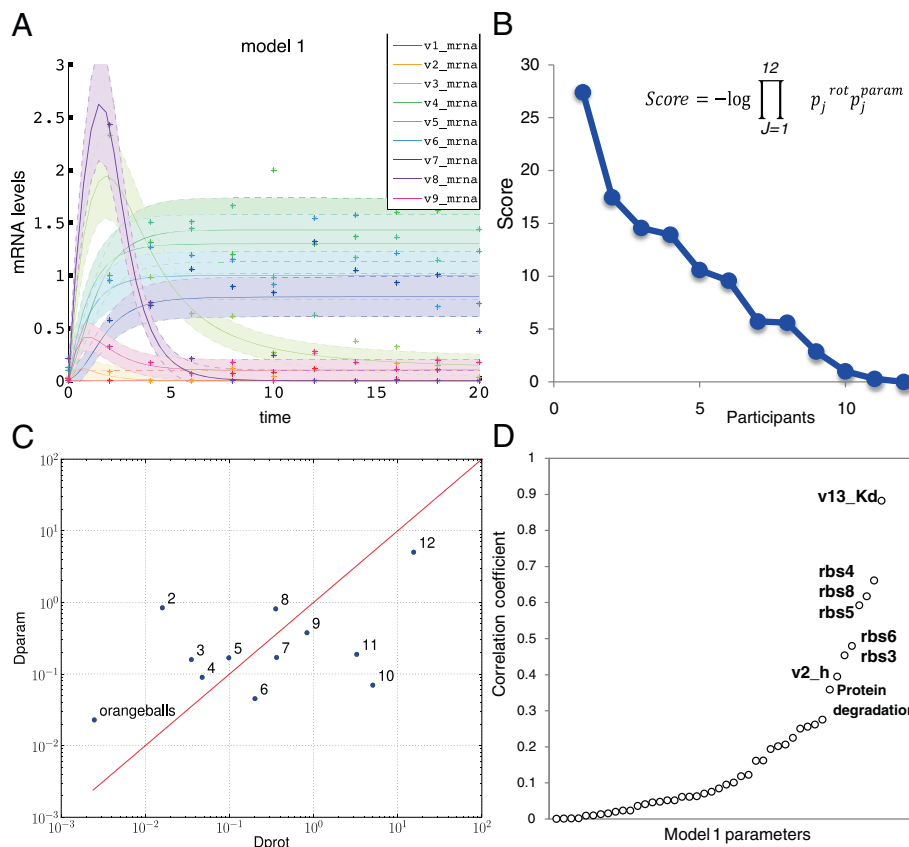 A
model 1
v1_mrna
v2_mrna
v3_mrna
v4_mrna
v5_mrna
v6_mrna
v7_mrna
v8_mrna
v9_mrna
3
2.5
2
1.5
1
0.5
0
mRNA levels
0 5 10 15 20
time
B
30
25
20
15
10
5
0
Score
Score = −log ∏ p_j^rot p_j^param
12
J=1
0 5 10
Participants
C
10^2
10^1
10^0
10^-1
10^-2
10^-3
Dparam
12
2
8
9
3
5
7
11
4
10
6
orangeballs
10^-3 10^-2 10^-1 10^0 10^1 10^2
Dprot
D
1
0.9
0.8
0.7
0.6
0.5
0.4
0.3
0.2
0.1
0
Correlation coefficient
v13_Kd
rbs4
rbs8
rbs5
rbs6
rbs3
v2_h
Protein
degradation
Model 1 parameters